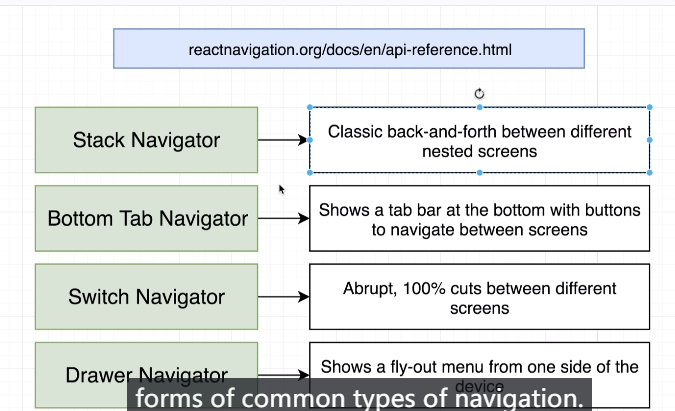 reactnavigation.org/docs/en/api-reference.html
Stack Navigator
Classic back-and-forth between different
nested screens
Bottom Tab Navigator
Shows a tab bar at the bottom with buttons
to navigate between screens
Switch Navigator
Abrupt, 100% cuts between different
screens
Drawer Navigator
Shows a fly-out menu from one side of the
device
forms of common types of navigation.